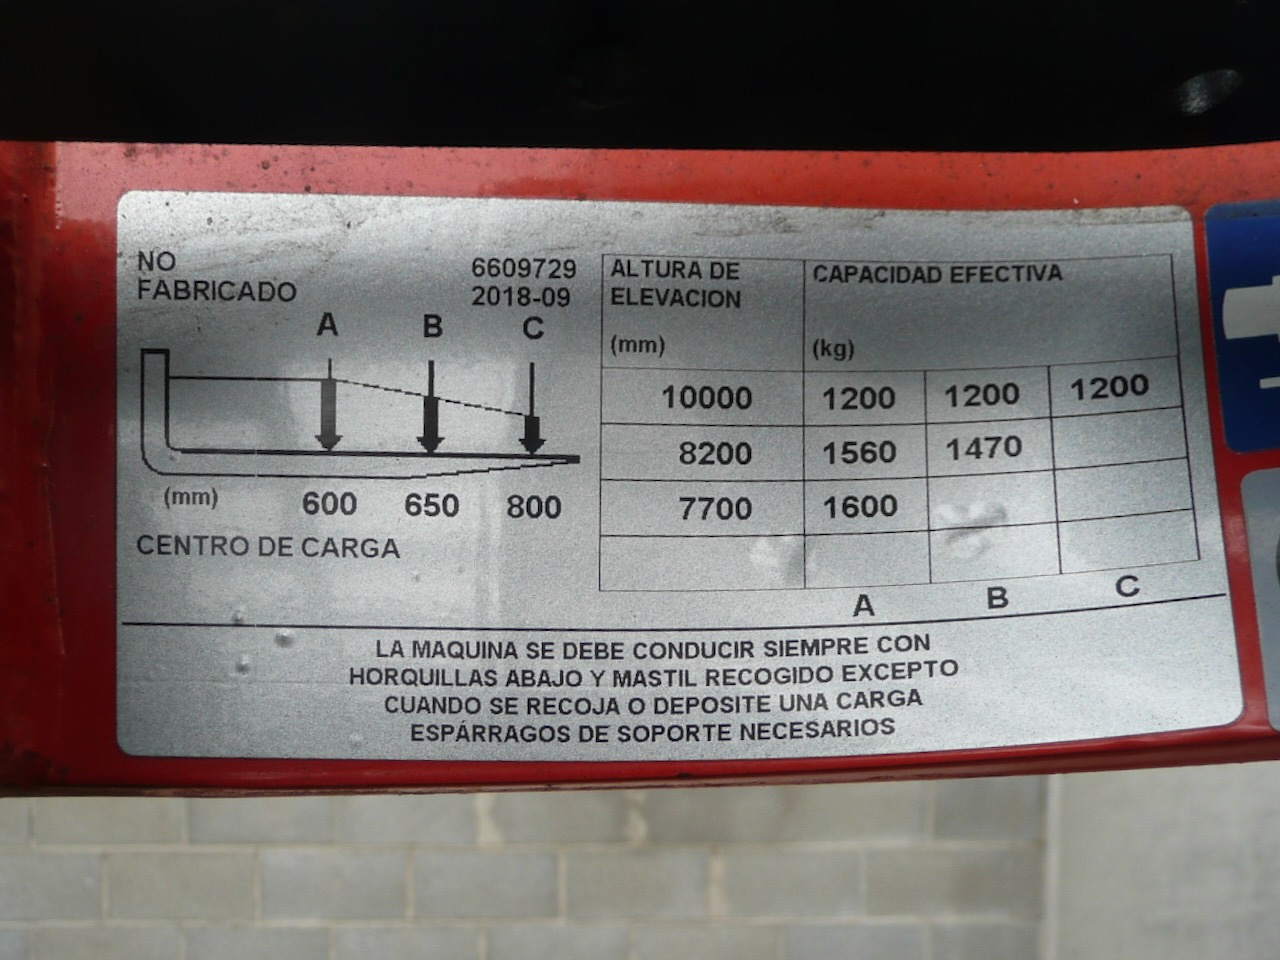 NO 6609729
FABRICADO 2018-09
A B C
(mm) 600 650 800
CENTRO DE CARGA
ALTURA DE
ELEVACION
(mm)
CAPACIDAD EFECTIVA
(kg)
10000 1200 1200 1200
8200 1560 1470
7700 1600
A B C
LA MAQUINA SE DEBE CONDUCIR SIEMPRE CON
HORQUILLAS ABAJO Y MASTIL RECOGIDO EXCEPTO
CUANDO SE RECOJA O DEPOSITE UNA CARGA
ESPÁRRAGOS DE SOPORTE NECESARIOS